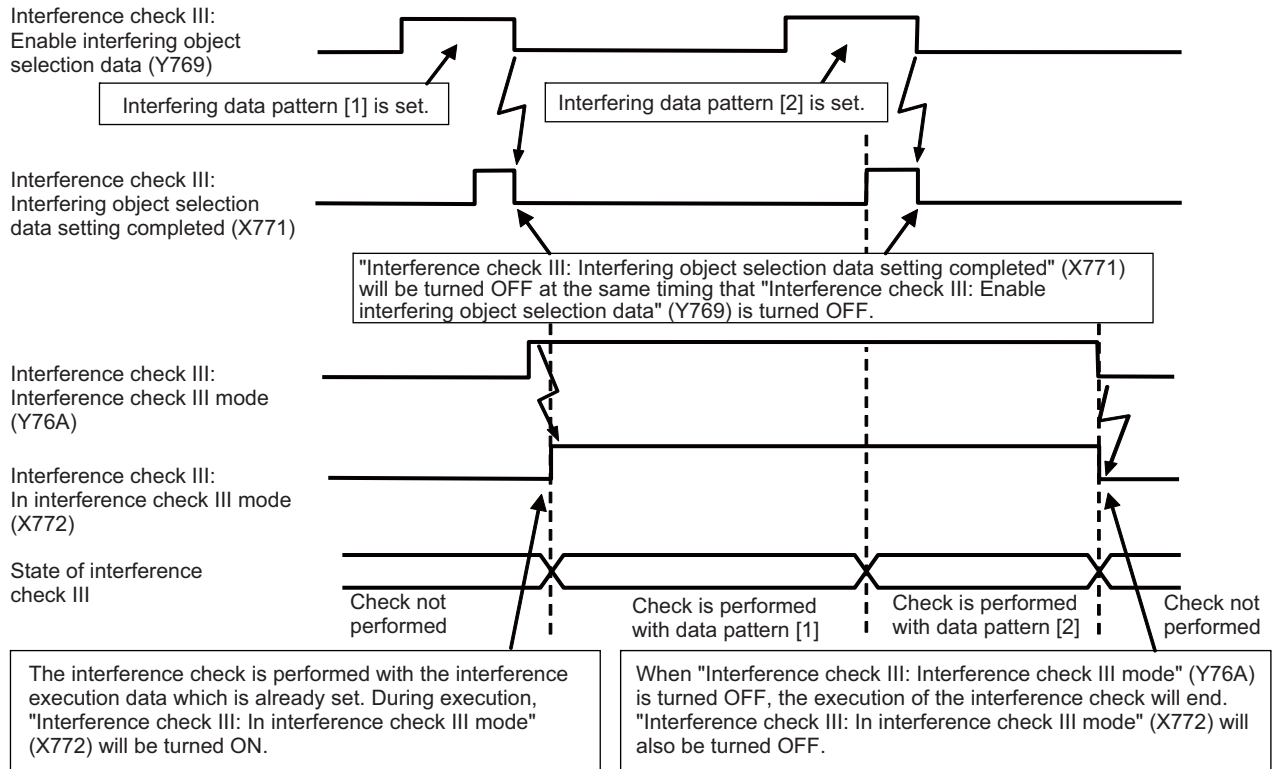 Interference check III:
Enable interfering object
selection data (Y769)
Interfering data pattern [1] is set.
Interfering data pattern [2] is set.
Interference check III:
Interfering object selection
data setting completed (X771)
"Interference check III: Interfering object selection data setting completed" (X771)
will be turned OFF at the same timing that "Interference check III: Enable
interfering object selection data" (Y769) is turned OFF.
Interference check III:
Interference check III mode
(Y76A)
Interference check III:
In interference check III mode
(X772)
State of interference
check III
Check not
performed
Check is performed
with data pattern [1]
Check is performed
with data pattern [2]
Check not
performed
The interference check is performed with the interference
execution data which is already set. During execution,
"Interference check III: In interference check III mode"
(X772) will be turned ON.
When "Interference check III: Interference check III mode" (Y76A)
is turned OFF, the execution of the interference check will end.
"Interference check III: In interference check III mode" (X772) will
also be turned OFF.